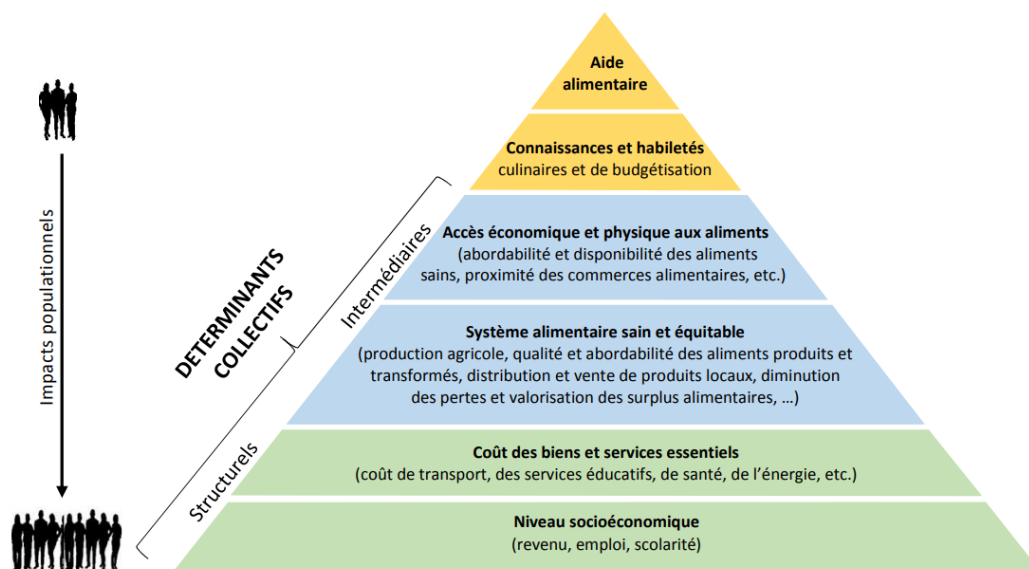 Aide
alimentaire
Connaissances et habiletés
culinaires et de budgétisation
Accès économique et physique aux aliments
(abordabilité et disponibilité des aliments
sains, proximité des commerces alimentaires, etc.)
Système alimentaire sain et équitable
(production agricole, qualité et abordabilité des aliments produits et
transformés, distribution et vente de produits locaux, diminution
des pertes et valorisation des surplus alimentaires, …)
Coût des biens et services essentiels
(coût de transport, des services éducatifs, de santé, de l’énergie, etc.)
Niveau socioéconomique
(revenu, emploi, scolarité)
Impacts populationnels
DETERMINANTS
COLLECTIFS
Intermédiaires
Structurels